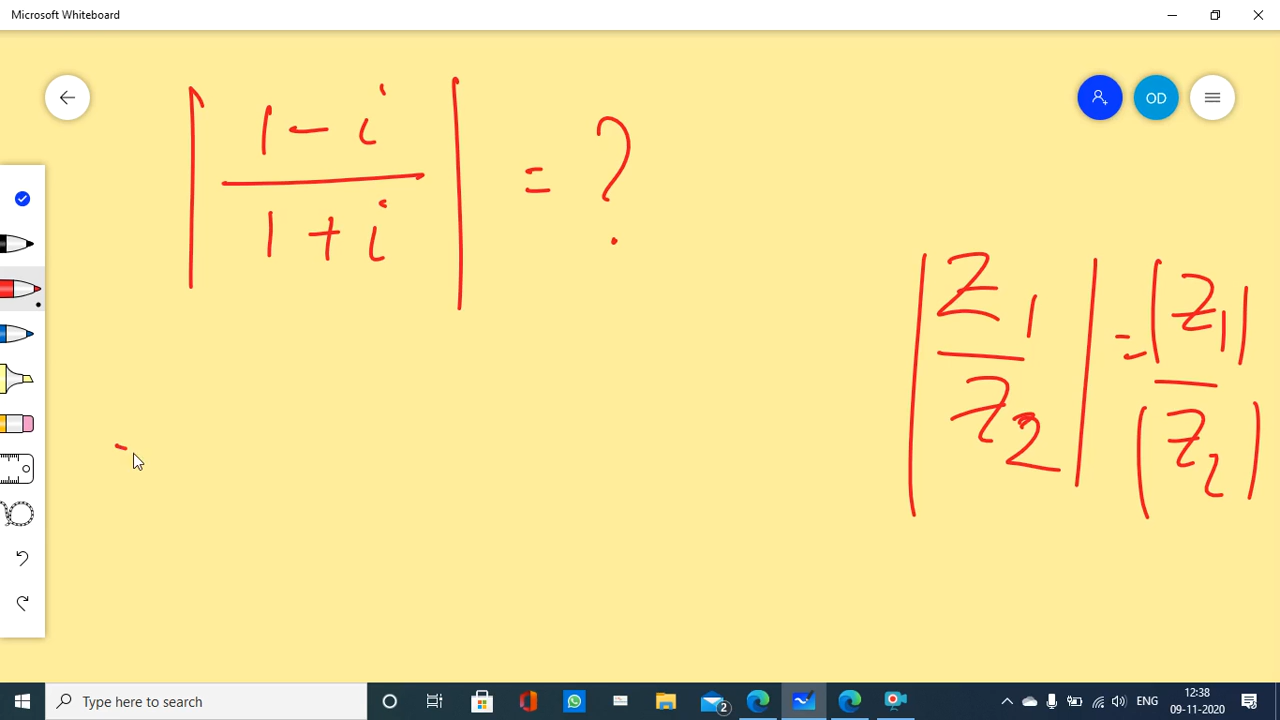 Microsoft Whiteboard
OD
| 1 - i / 1 + i | = ?
| Z1 / Z2 | = |Z1| / |Z2|
-
Type here to search
2
ENG
12:38
09-11-2020